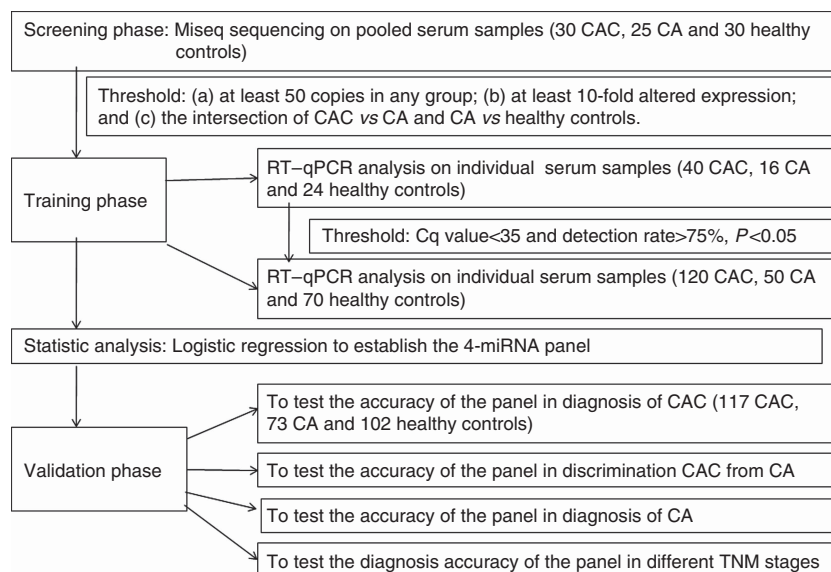 Screening phase: Miseq sequencing on pooled serum samples (30 CAC, 25 CA and 30 healthy
controls)
Threshold: (a) at least 50 copies in any group; (b) at least 10-fold altered expression;
and (c) the intersection of CAC vs CA and CA vs healthy controls.
Training phase
RT–qPCR analysis on individual serum samples (40 CAC, 16 CA
and 24 healthy controls)
Threshold: Cq value<35 and detection rate>75%, P<0.05
RT–qPCR analysis on individual serum samples (120 CAC, 50 CA
and 70 healthy controls)
Statistic analysis: Logistic regression to establish the 4-miRNA panel
Validation phase
To test the accuracy of the panel in diagnosis of CAC (117 CAC,
73 CA and 102 healthy controls)
To test the accuracy of the panel in discrimination CAC from CA
To test the accuracy of the panel in diagnosis of CA
To test the diagnosis accuracy of the panel in different TNM stages